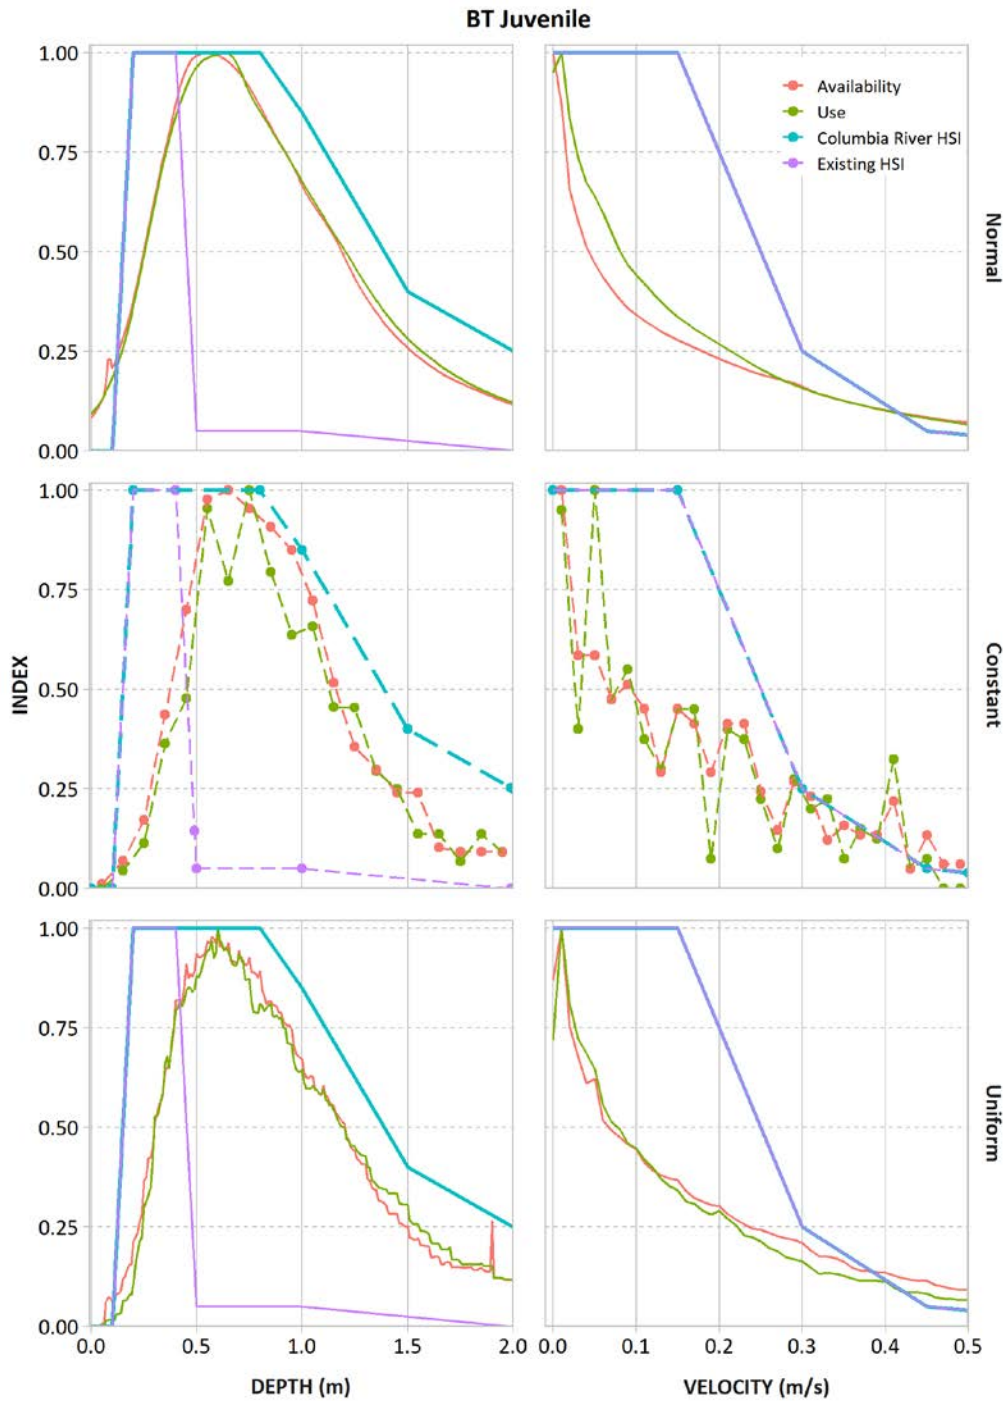 BT Juvenile
1.00
0.75
0.50
0.25
0.00
Availability
Use
Columbia River HSI
Existing HSI
Normal
1.00
0.75
0.50
0.25
0.00
INDEX
Constant
1.00
0.75
0.50
0.25
0.00
Uniform
0.0 0.5 1.0 1.5 2.0
0.0 0.1 0.2 0.3 0.4 0.5
DEPTH (m)
VELOCITY (m/s)